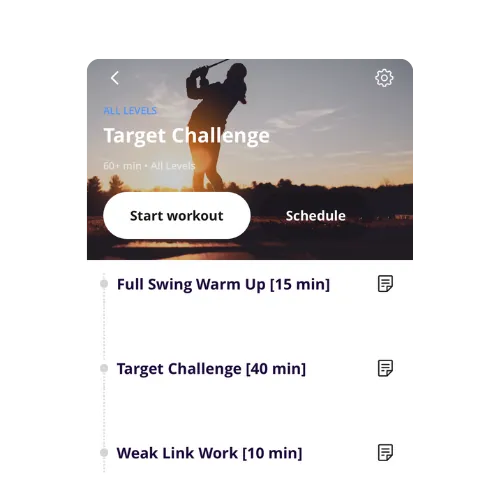 ALL LEVELS
Target Challenge
60+ min • All Levels
Start workout
Schedule
Full Swing Warm Up [15 min]
Target Challenge [40 min]
Weak Link Work [10 min]